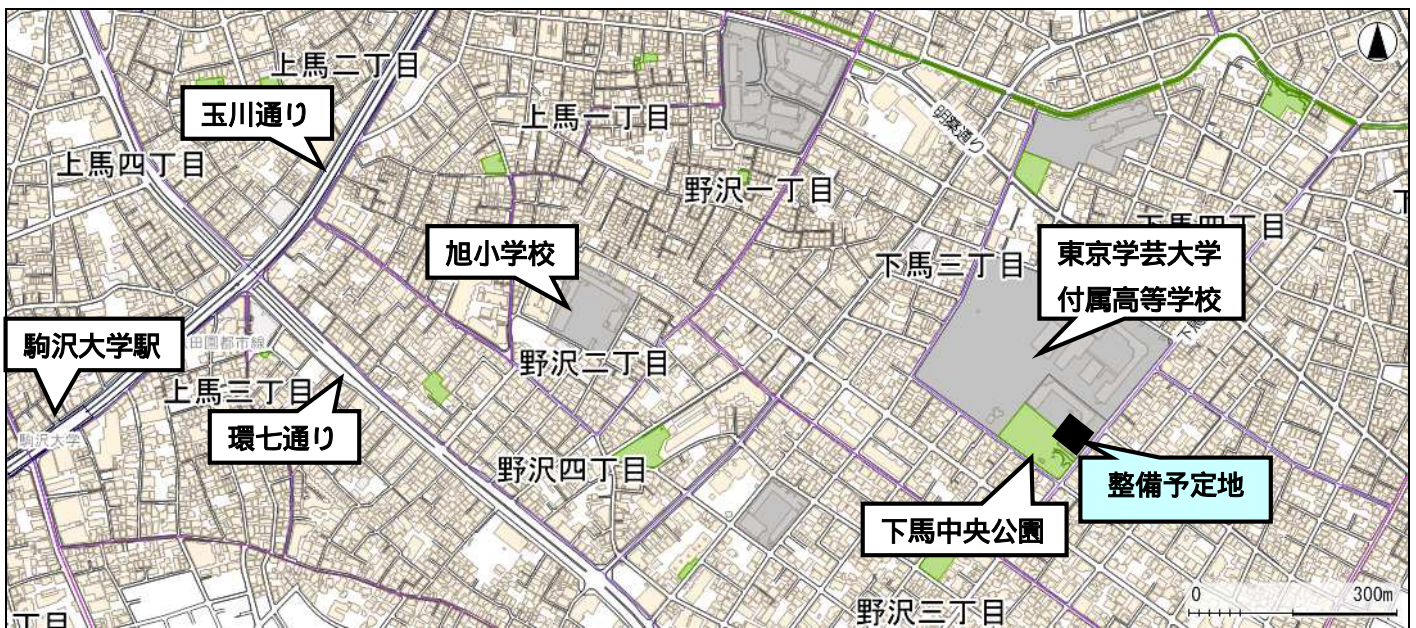 上馬二丁目
玉川通り
上馬一丁目
明薬通り
上馬四丁目
野沢一丁目
下馬四丁目
旭小学校
下馬三丁目
東京学芸大学
付属高等学校
駒沢大学駅
田園都市線
野沢二丁目
上馬三丁目
環七通り
駒沢大学
野沢四丁目
整備予定地
下馬中央公園
野沢三丁目
0 300m
丁目